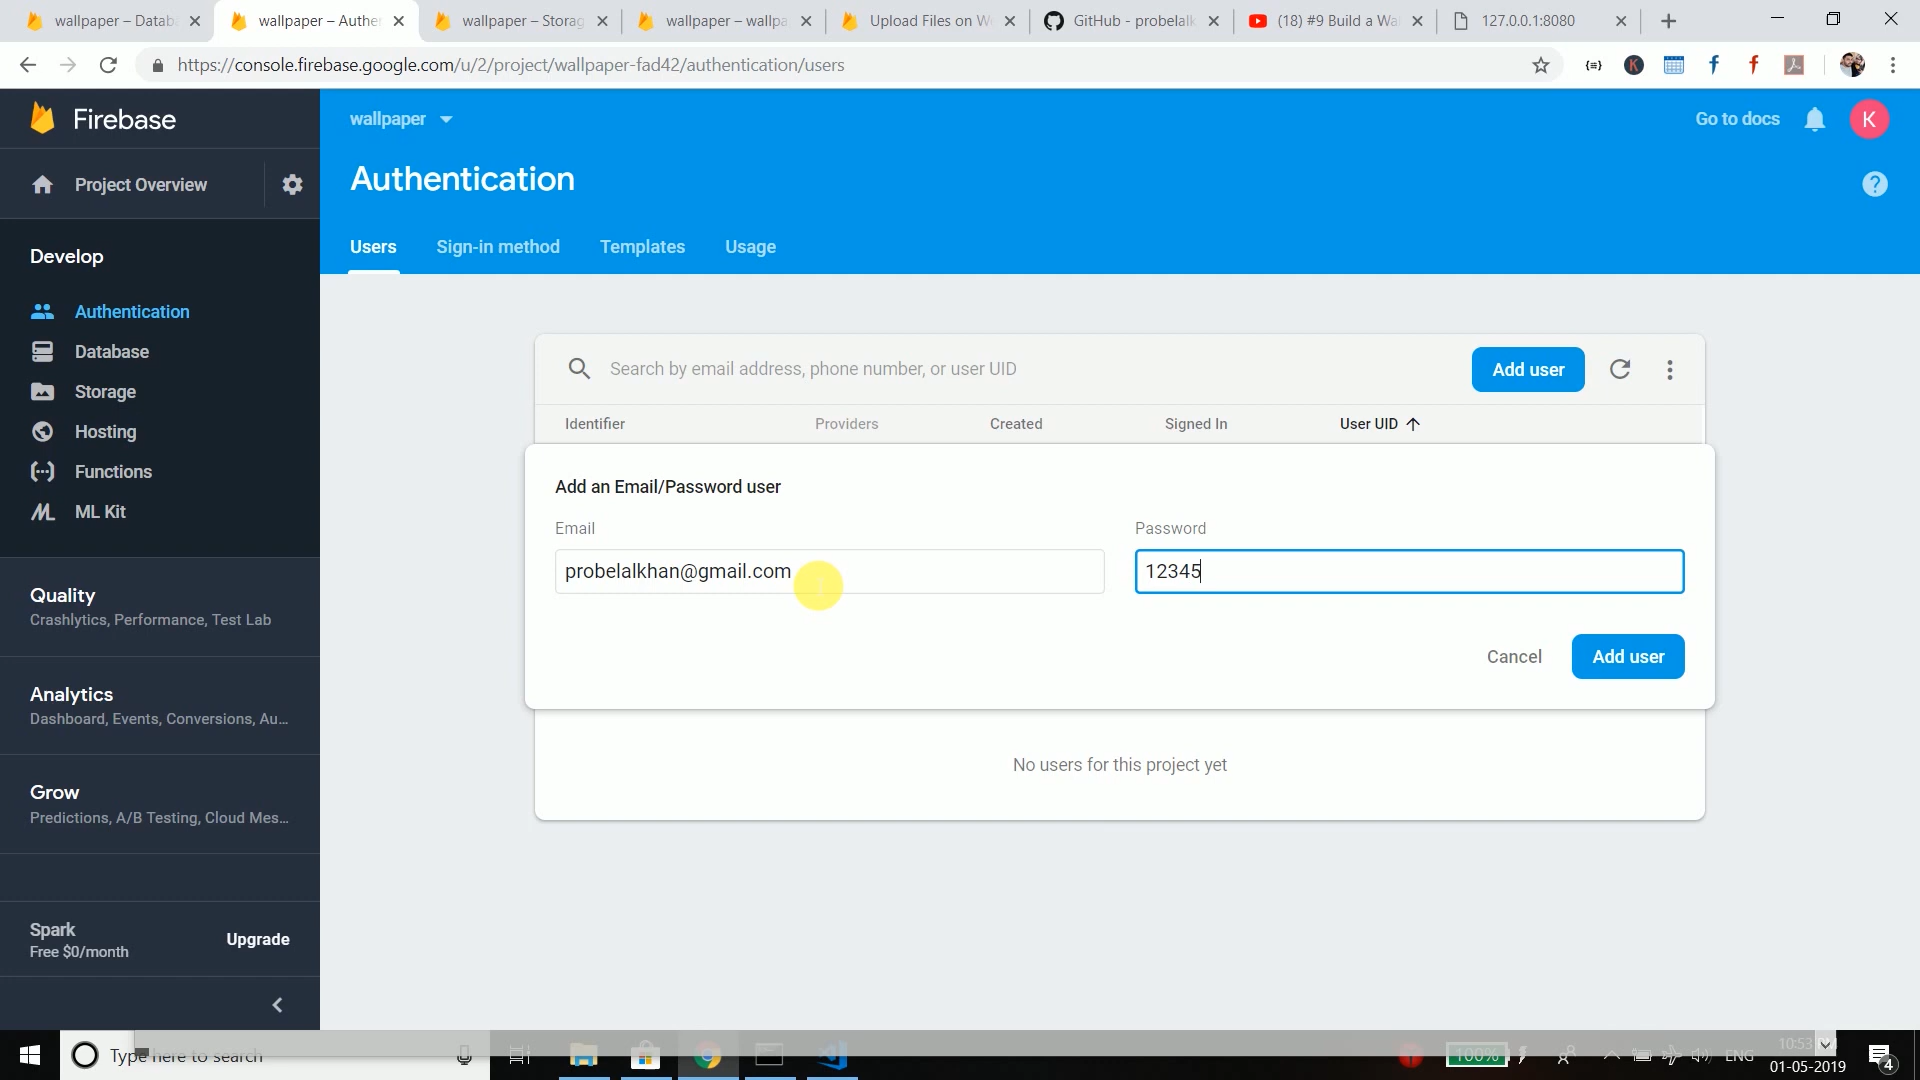 wallpaper – Datab
wallpaper – Authe
wallpaper – Storag
wallpaper – wallpa
Upload Files on W
GitHub - probelalk
(18) #9 Build a Wal
127.0.0.1:8080
https://console.firebase.google.com/u/2/project/wallpaper-fad42/authentication/users
Firebase
wallpaper
Go to docs
K
Project Overview
Authentication
Users
Sign-in method
Templates
Usage
Develop
Authentication
Database
Storage
Hosting
Functions
ML Kit
Search by email address, phone number, or user UID
Add user
Identifier
Providers
Created
Signed In
User UID
Add an Email/Password user
Email
Password
probelalkhan@gmail.com
12345
Cancel
Add user
No users for this project yet
Quality
Crashlytics, Performance, Test Lab
Analytics
Dashboard, Events, Conversions, Au...
Grow
Predictions, A/B Testing, Cloud Mes...
Spark
Free $0/month
Upgrade
Type here to search
100%
ENG
10:53
01-05-2019
4